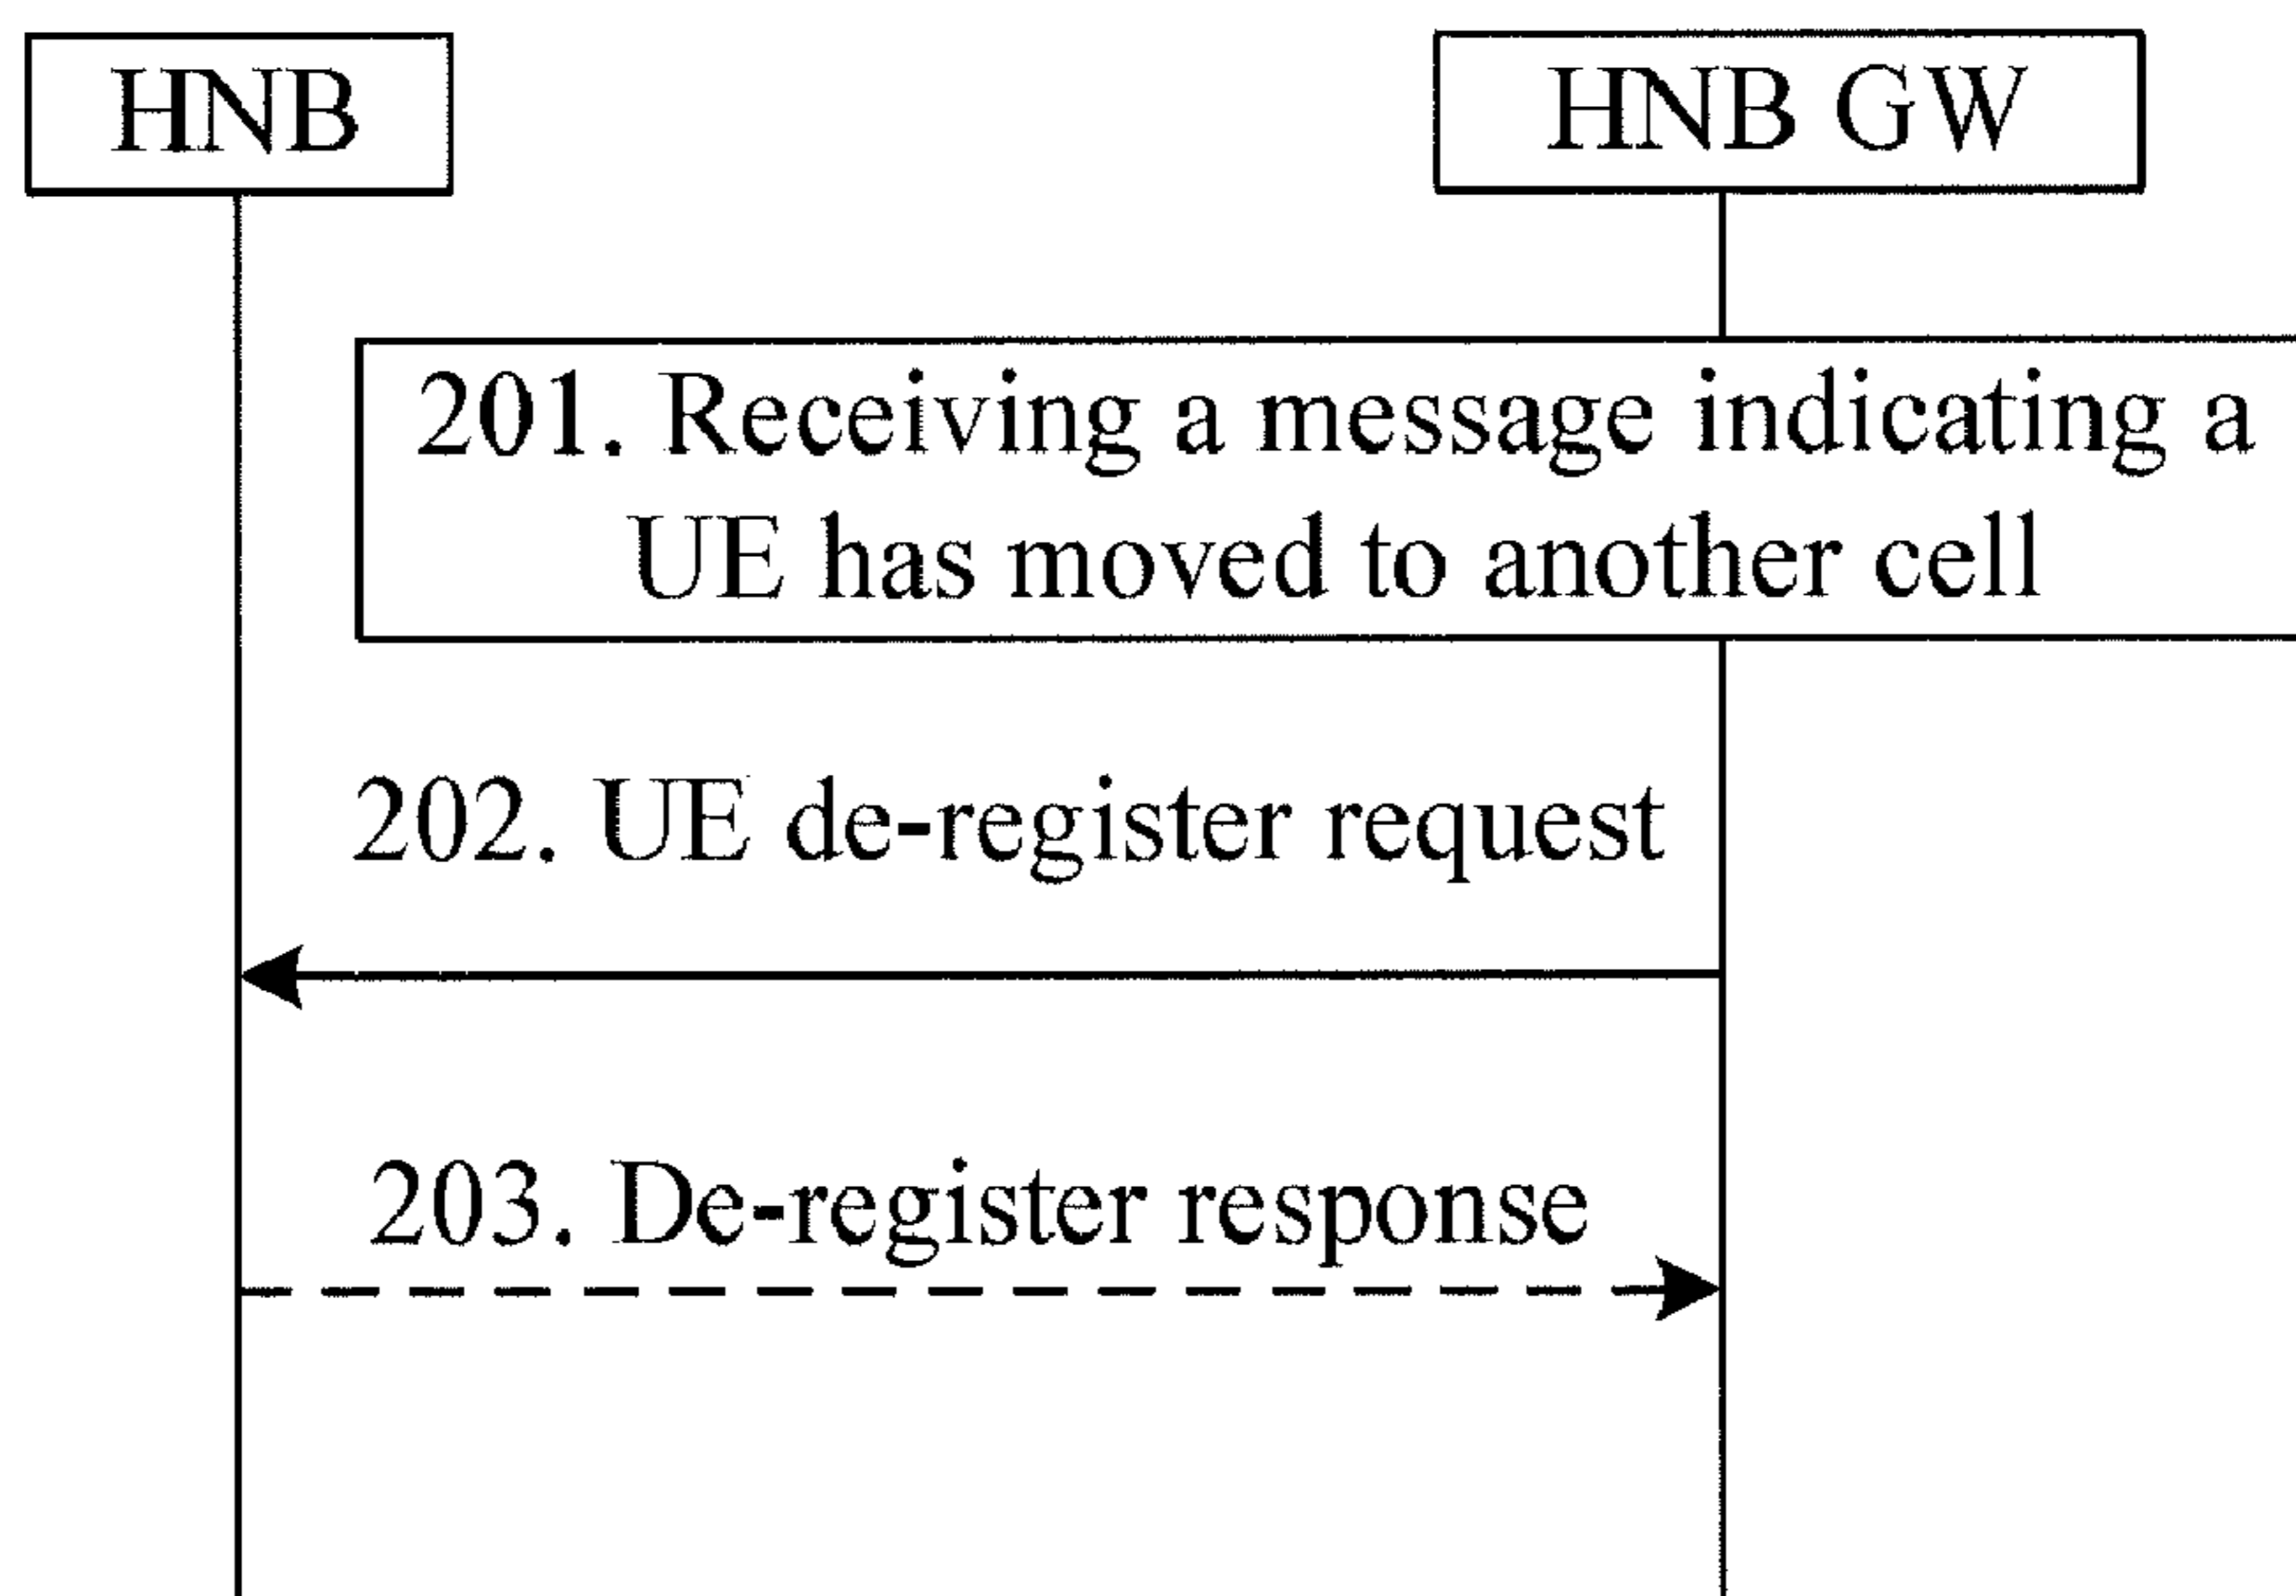 HNB
HNB GW
201. Receiving a message indicating a
UE has moved to another cell
202. UE de-register request
203. De-register response